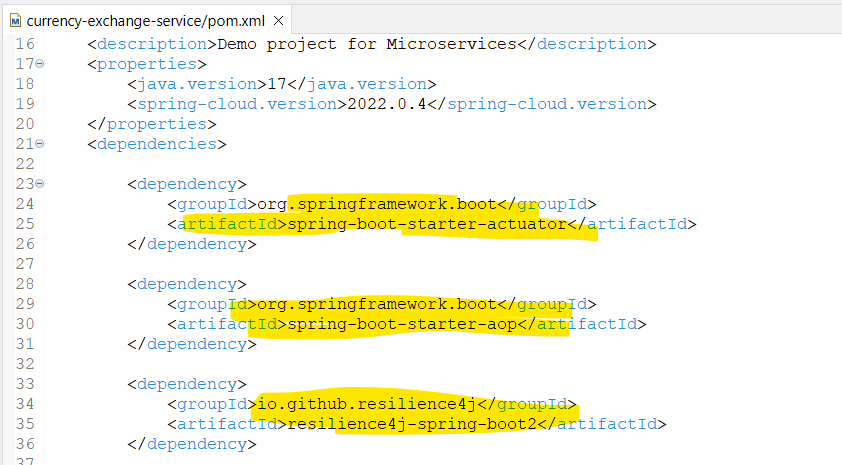 currency-exchange-service/pom.xml
16 <description>Demo project for Microservices</description>
17 <properties>
18 <java.version>17</java.version>
19 <spring-cloud.version>2022.0.4</spring-cloud.version>
20 </properties>
21 <dependencies>
22
23 <dependency>
24 <groupId>org.springframework.boot</groupId>
25 <artifactId>spring-boot-starter-actuator</artifactId>
26 </dependency>
27
28 <dependency>
29 <groupId>org.springframework.boot</groupId>
30 <artifactId>spring-boot-starter-aop</artifactId>
31 </dependency>
32
33 <dependency>
34 <groupId>io.github.resilience4j</groupId>
35 <artifactId>resilience4j-spring-boot2</artifactId>
36 </dependency>
37